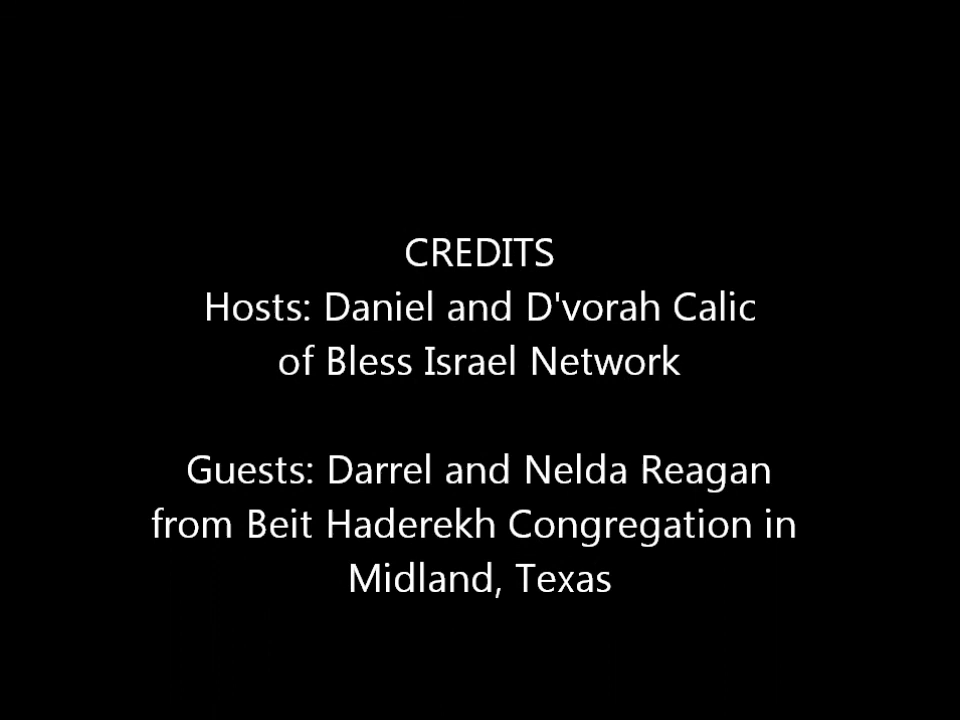 CREDITS
Hosts: Daniel and D'vorah Calic
of Bless Israel Network
Guests: Darrel and Nelda Reagan
from Beit Haderekh Congregation in
Midland, Texas